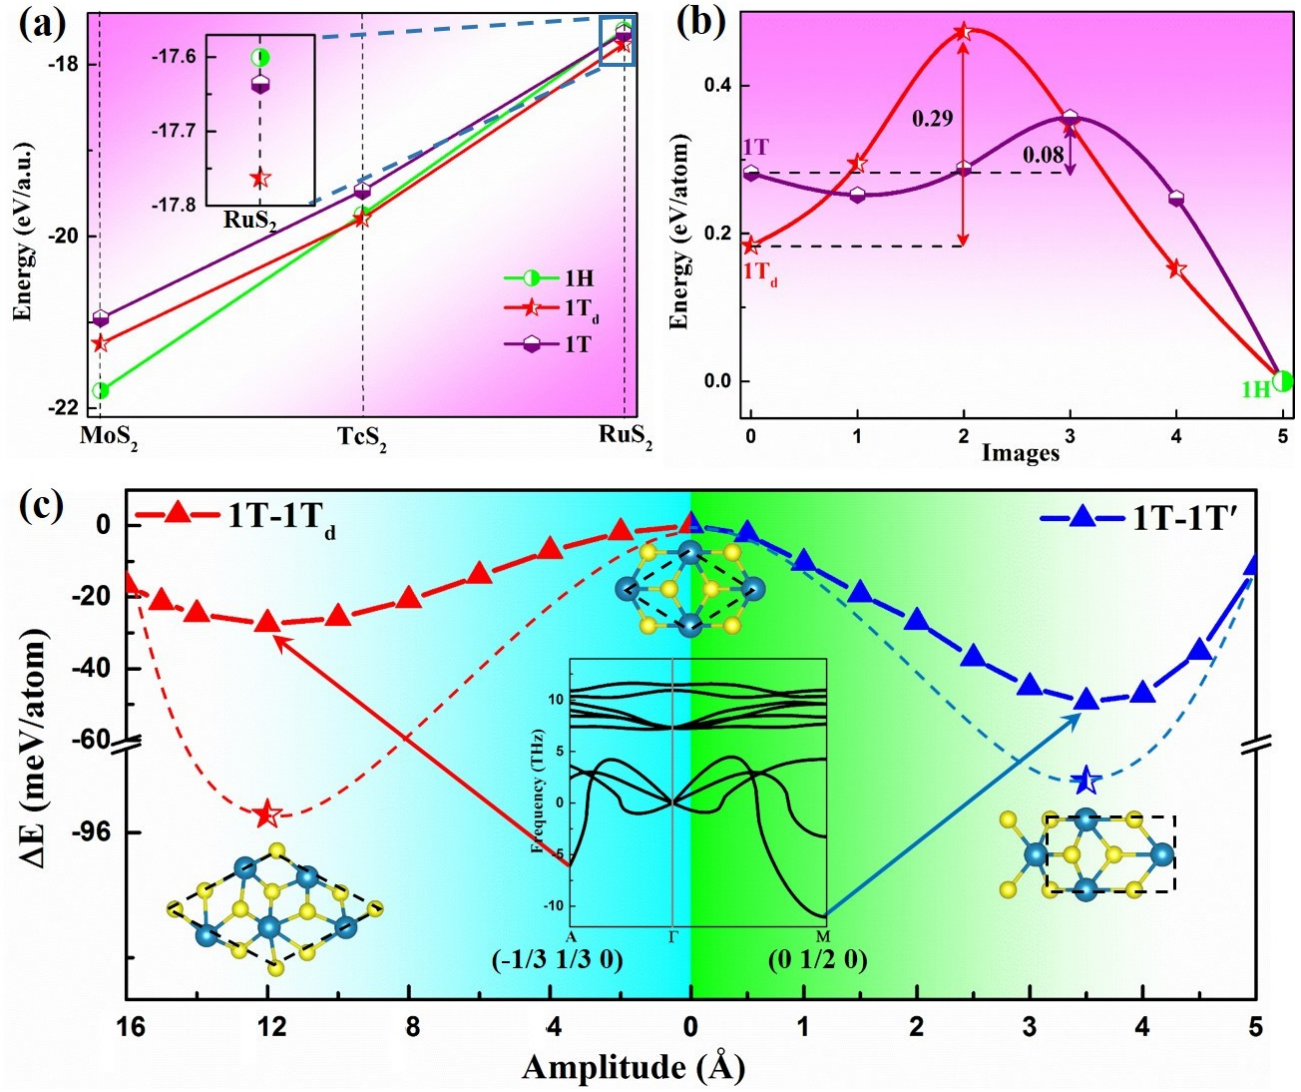 (a)
-18
-20
-22
Energy (eV/a.u.)
-17.6
-17.7
-17.8
RuS2
1H
1Td
1T
MoS2
TcS2
RuS2
(b)
0.4
0.2
0.0
Energy (eV/atom)
1T
1Td
0.29
0.08
1H
0
1
2
3
4
5
Images
(c)
1T-1Td
1T-1T′
0
-20
-40
-60
-96
ΔE (meV/atom)
10
5
0
-5
-10
Frequency (THz)
A
Γ
M
(-1/3 1/3 0)
(0 1/2 0)
16
12
8
4
0
1
2
3
4
5
Amplitude (Å)